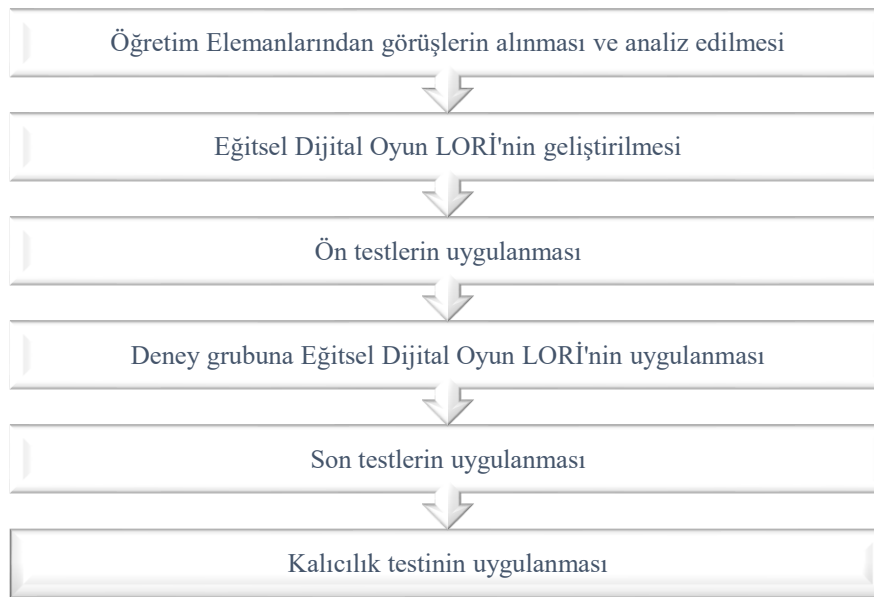 Öğretim Elemanlarından görüşlerin alınması ve analiz edilmesi
Eğitsel Dijital Oyun LORİ'nin geliştirilmesi
Ön testlerin uygulanması
Deney grubuna Eğitsel Dijital Oyun LORİ'nin uygulanması
Son testlerin uygulanması
Kalıcılık testinin uygulanması